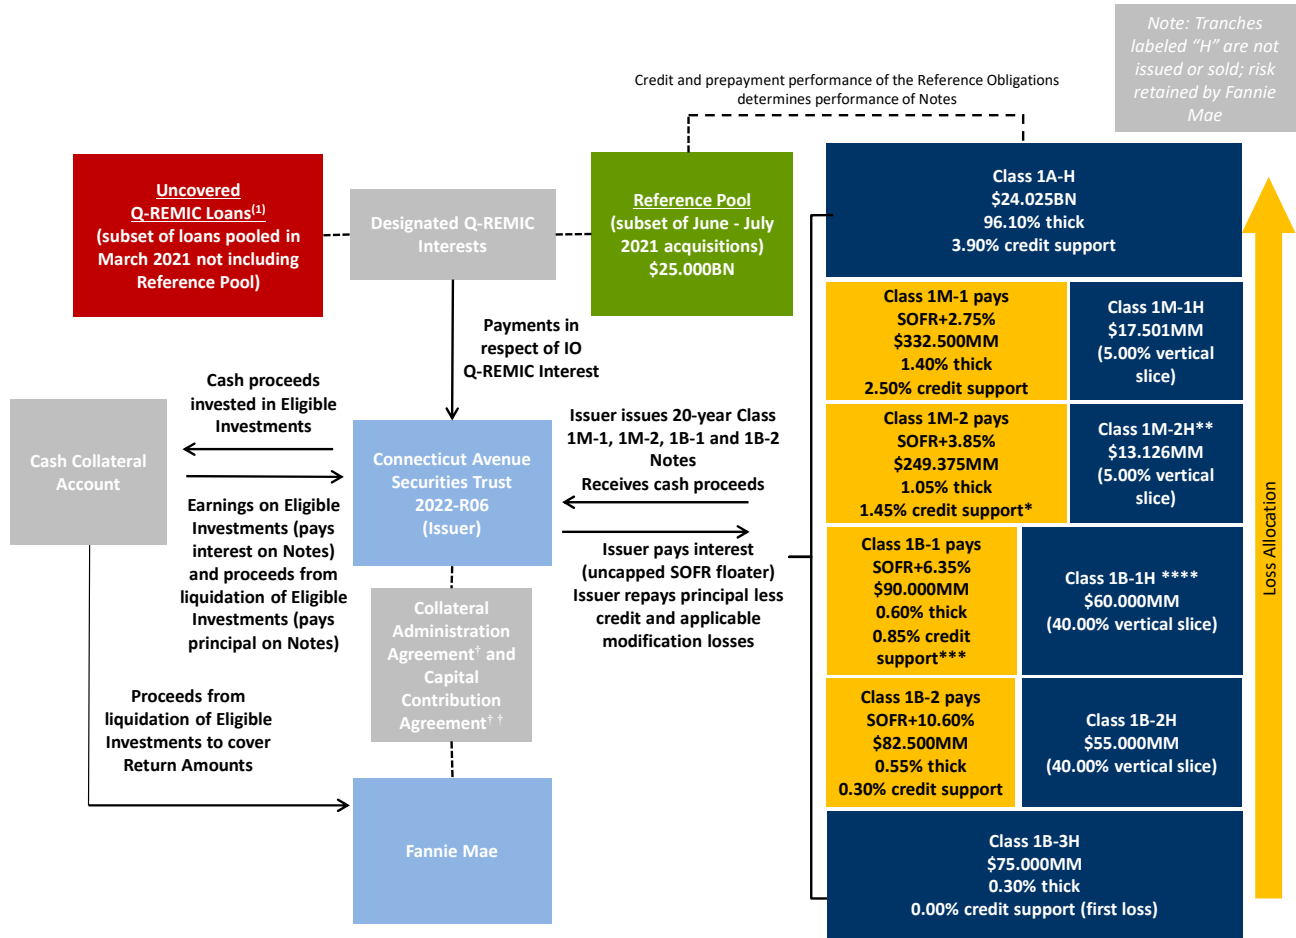 Note: Tranches
labeled “H” are not
issued or sold; risk
retained by Fannie
Mae
Credit and prepayment performance of the Reference Obligations
determines performance of Notes
Uncovered
Q-REMIC Loans(1)
(subset of loans pooled in
March 2021 not including
Reference Pool)
Designated Q-REMIC
Interests
Reference Pool
(subset of June - July
2021 acquisitions)
$25.000BN
Class 1A-H
$24.025BN
96.10% thick
3.90% credit support
Payments in
respect of IO
Q-REMIC Interest
Class 1M-1 pays
SOFR+2.75%
$332.500MM
1.40% thick
2.50% credit support
Class 1M-1H
$17.501MM
(5.00% vertical
slice)
Cash proceeds
invested in Eligible
Investments
Cash Collateral
Account
Connecticut Avenue
Securities Trust
2022-R06
(Issuer)
Issuer issues 20-year Class
1M-1, 1M-2, 1B-1 and 1B-2
Notes
Receives cash proceeds
Class 1M-2 pays
SOFR+3.85%
$249.375MM
1.05% thick
1.45% credit support*
Class 1M-2H**
$13.126MM
(5.00% vertical
slice)
Earnings on Eligible
Investments (pays
interest on Notes)
and proceeds from
liquidation of Eligible
Investments (pays
principal on Notes)
Issuer pays interest
(uncapped SOFR floater)
Issuer repays principal less
credit and applicable
modification losses
Class 1B-1 pays
SOFR+6.35%
$90.000MM
0.60% thick
0.85% credit
support***
Class 1B-1H ****
$60.000MM
(40.00% vertical slice)
Loss Allocation
Collateral
Administration
Agreement† and
Capital
Contribution
Agreement† †
Proceeds from
liquidation of Eligible
Investments to cover
Return Amounts
Class 1B-2 pays
SOFR+10.60%
$82.500MM
0.55% thick
0.30% credit support
Class 1B-2H
$55.000MM
(40.00% vertical slice)
Fannie Mae
Class 1B-3H
$75.000MM
0.30% thick
0.00% credit support (first loss)